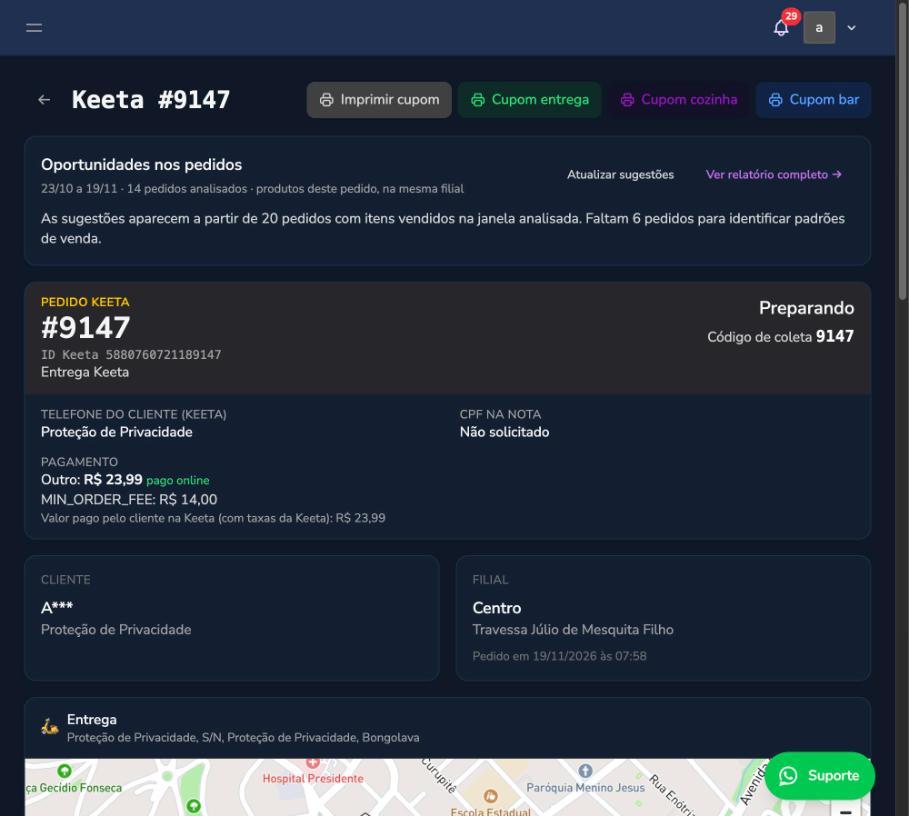 29
a
Keeta #9147
Imprimir cupom
Cupom entrega
Cupom cozinha
Cupom bar
Oportunidades nos pedidos
23/10 a 19/11 · 14 pedidos analisados · produtos deste pedido, na mesma filial
Atualizar sugestões
Ver relatório completo →
As sugestões aparecem a partir de 20 pedidos com itens vendidos na janela analisada. Faltam 6 pedidos para identificar padrões
de venda.
PEDIDO KEETA
#9147
ID Keeta 5880760721189147
Entrega Keeta
Preparando
Código de coleta 9147
TELEFONE DO CLIENTE (KEETA)
Proteção de Privacidade
CPF NA NOTA
Não solicitado
PAGAMENTO
Outro: R$ 23,99 pago online
MIN_ORDER_FEE: R$ 14,00
Valor pago pelo cliente na Keeta (com taxas da Keeta): R$ 23,99
CLIENTE
A***
Proteção de Privacidade
FILIAL
Centro
Travessa Júlio de Mesquita Filho
Pedido em 19/11/2026 às 07:58
Entrega
Proteção de Privacidade, S/N, Proteção de Privacidade, Bongolava
ça Gecídio Fonseca
Hospital Presidente
Curupité
Escola Estadual
Paróquia Menino Jesus
Rua Enótri
Avenida
Suporte